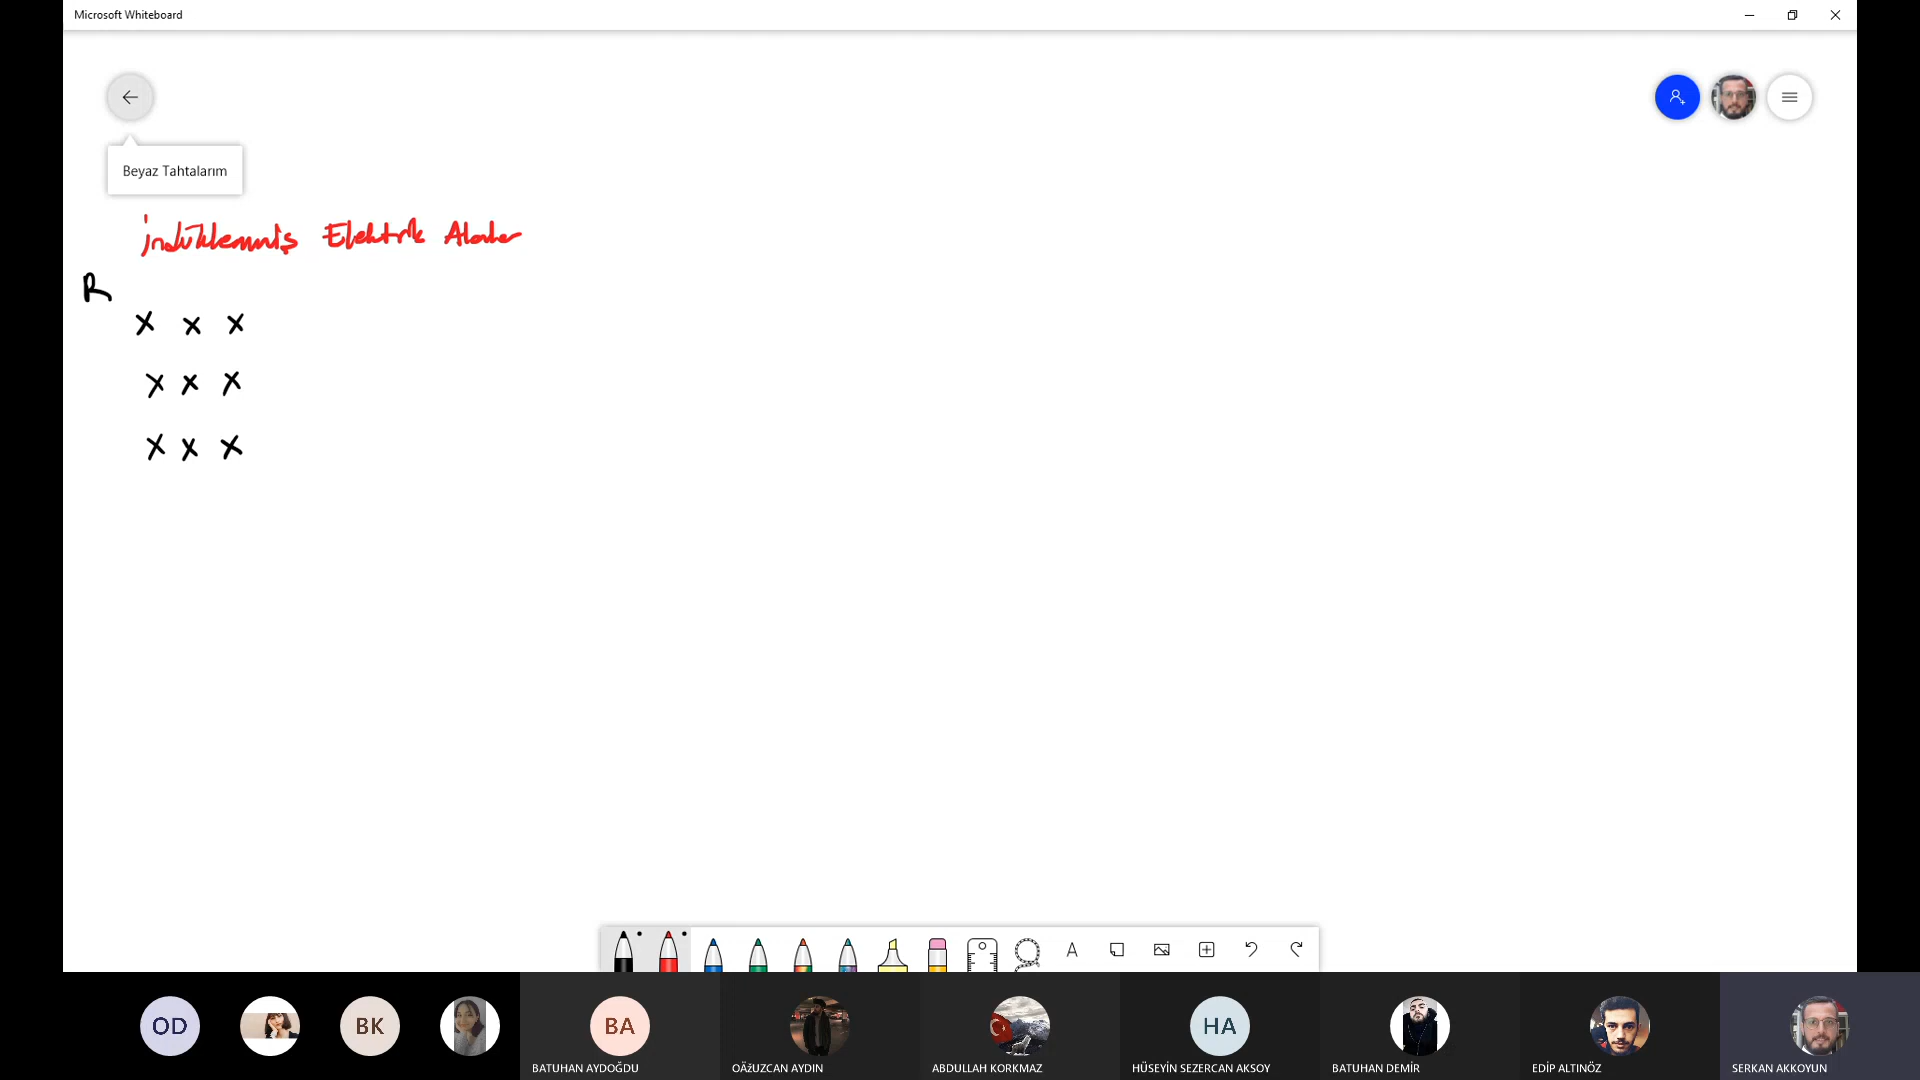 Microsoft Whiteboard
Beyaz Tahtalarım
İndüklenmiş Elektrik Alanlar
R
x x x
x x x
x x x
A
OD
BK
BA
HA
BATUHAN AYDOĞDU
OÄžUZCAN AYDIN
ABDULLAH KORKMAZ
HÜSEYİN SEZERCAN AKSOY
BATUHAN DEMİR
EDİP ALTINÖZ
SERKAN AKKOYUN